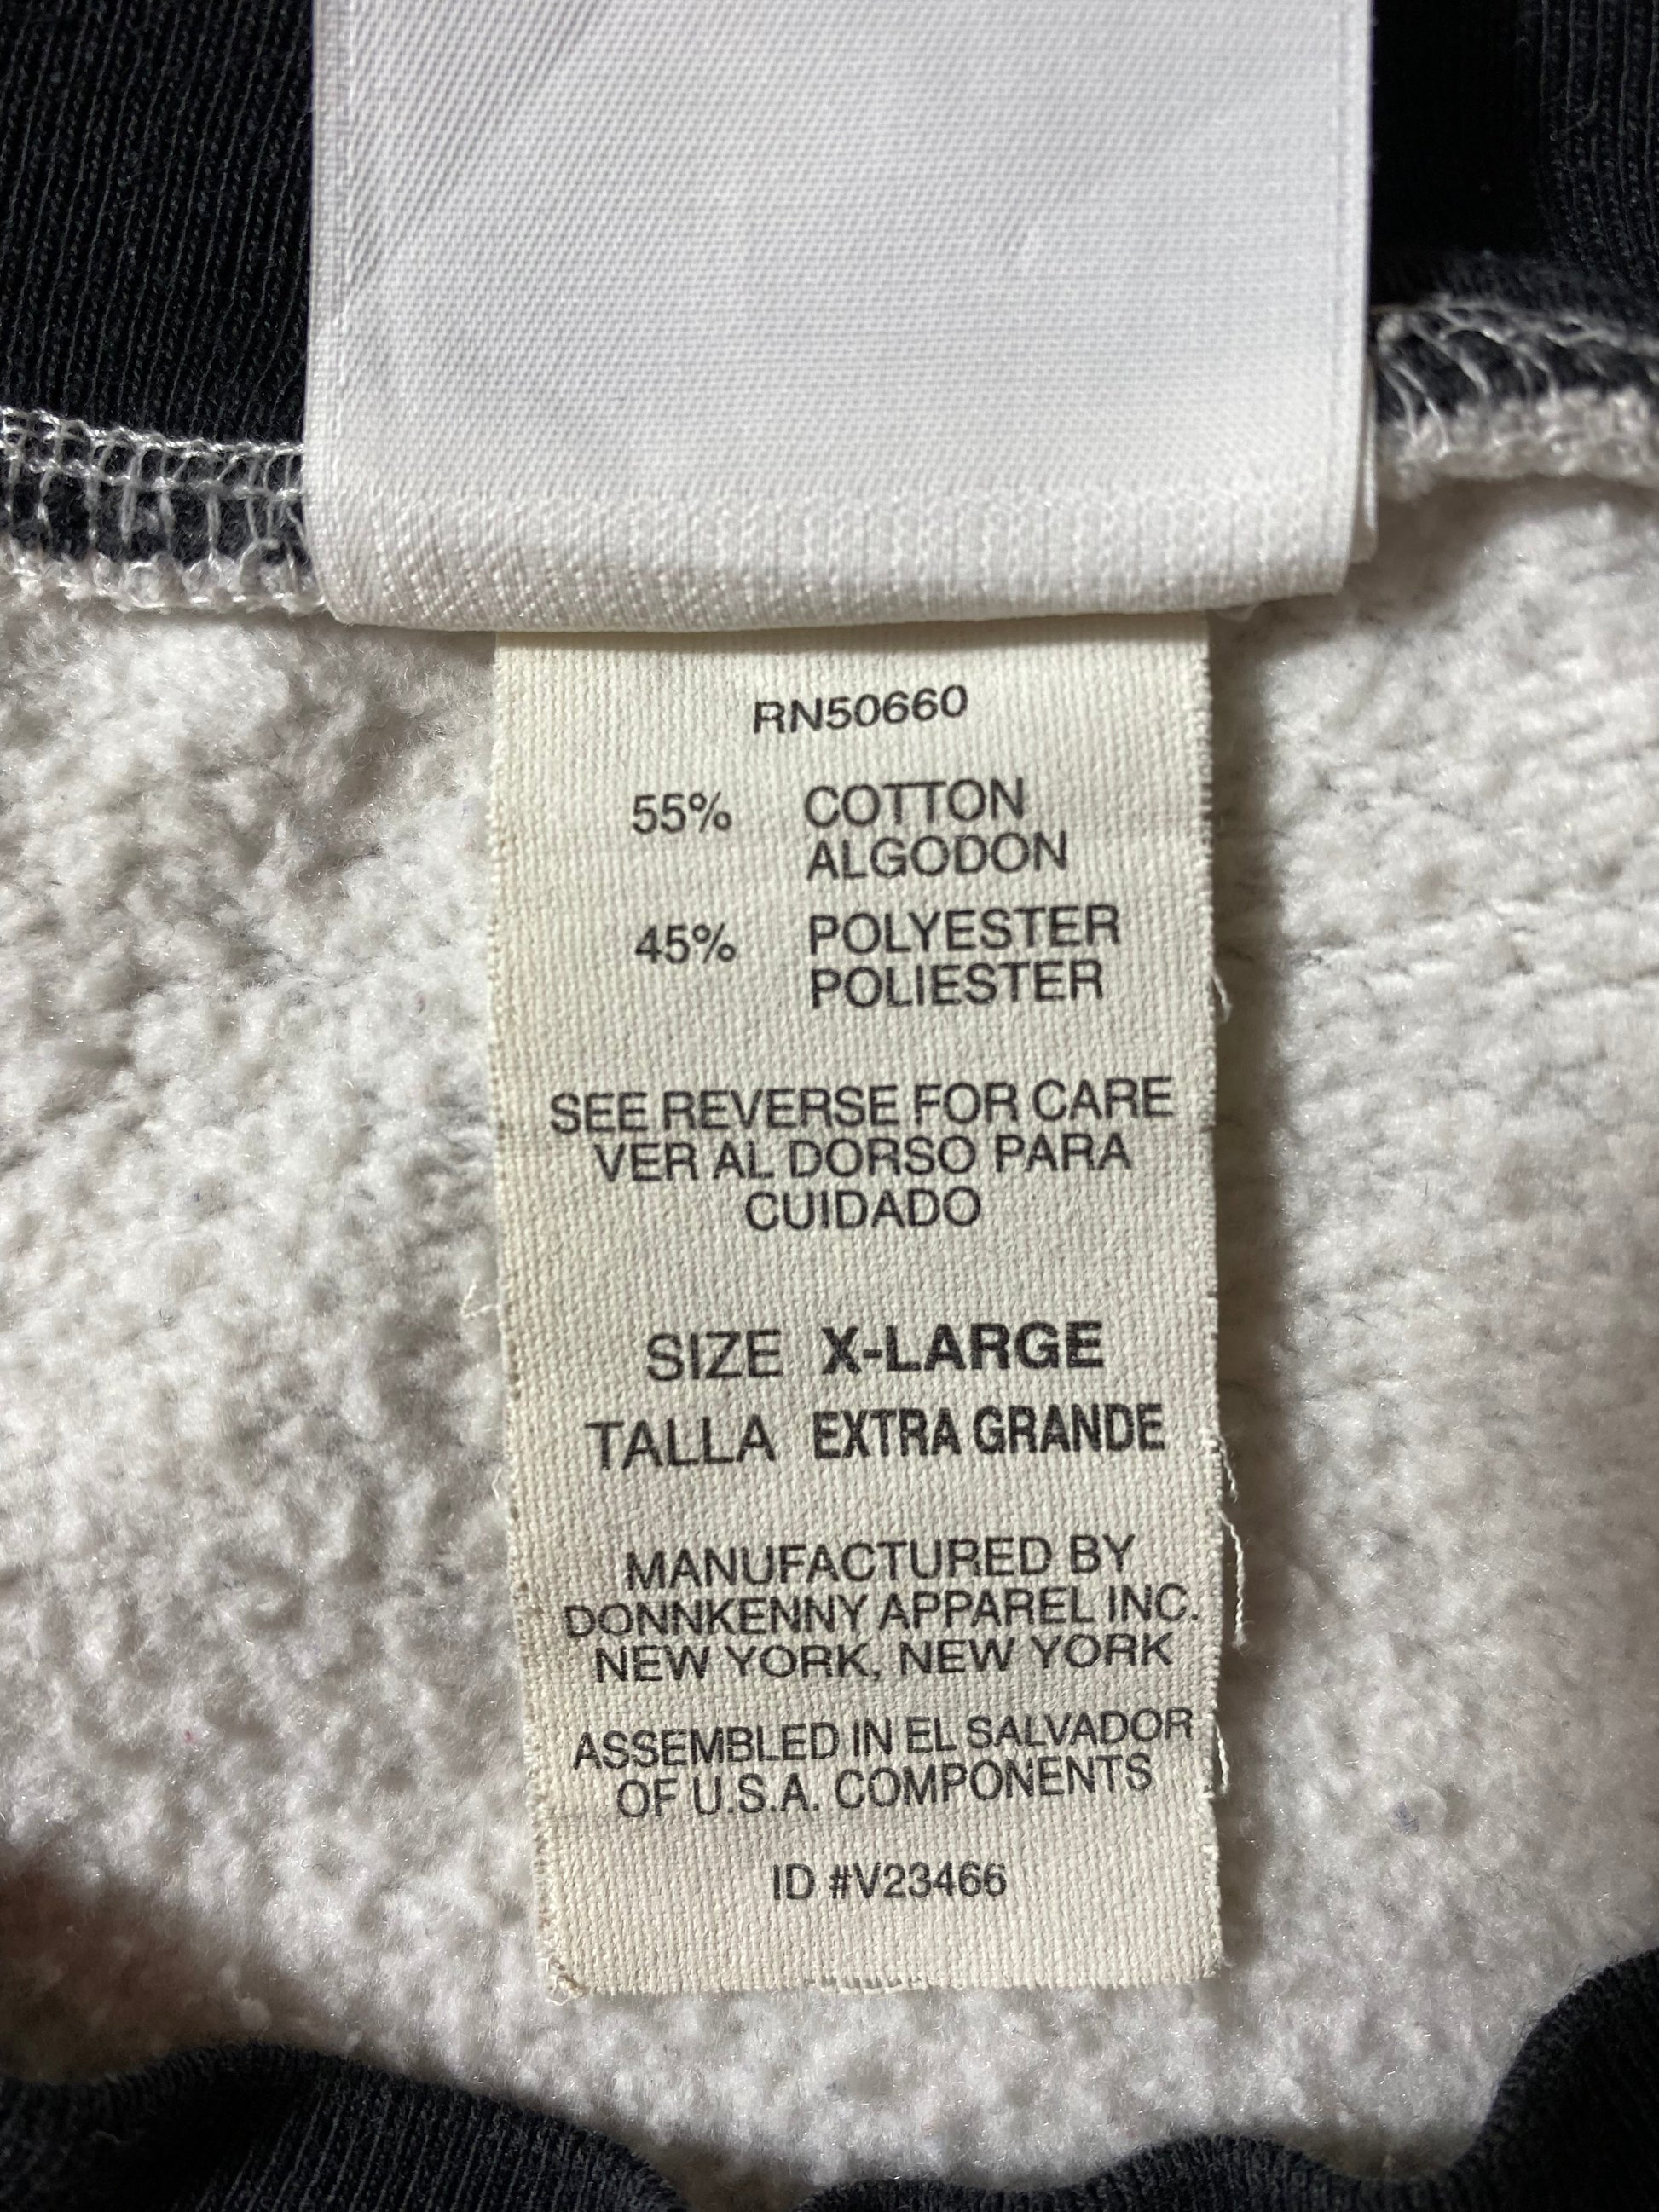 RN50660
55% COTTON
ALGODON
45% POLYESTER
POLIESTER
SEE REVERSE FOR CARE
VER AL DORSO PARA
CUIDADO
SIZE X-LARGE
TALLA EXTRA GRANDE
MANUFACTURED BY
DONNKENNY APPAREL INC.
NEW YORK, NEW YORK
ASSEMBLED IN EL SALVADOR
OF U.S.A. COMPONENTS
ID #V23466